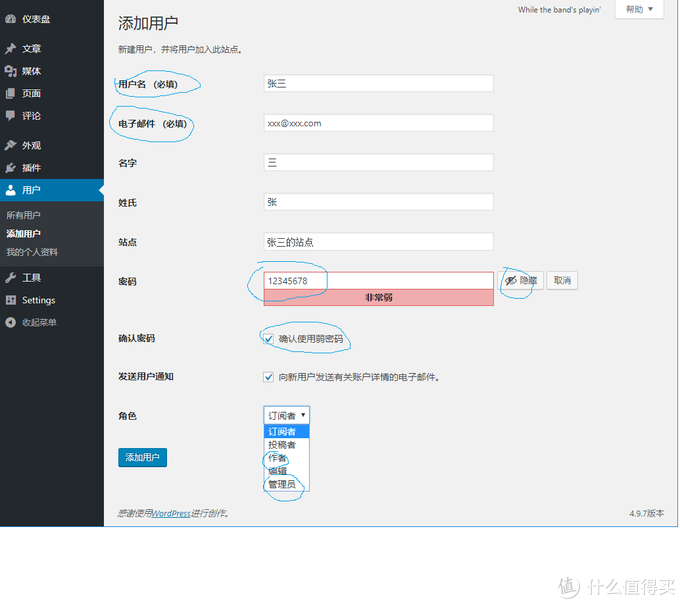 While the band's playin'
帮助
仪表盘
文章
媒体
页面
评论
外观
插件
用户
所有用户
添加用户
我的个人资料
工具
Settings
收起菜单
添加用户
新建用户，并将用户加入此站点。
用户名 (必填)
张三
电子邮件 (必填)
xxx@xxx.com
名字
三
姓氏
张
站点
张三的站点
密码
12345678
隐藏
取消
非常弱
确认密码
确认使用弱密码
发送用户通知
向新用户发送有关账户详情的电子邮件。
角色
订阅者
订阅者
投稿者
作者
编辑
管理员
添加用户
感谢使用WordPress进行创作。
4.9.7版本
值 什么值得买